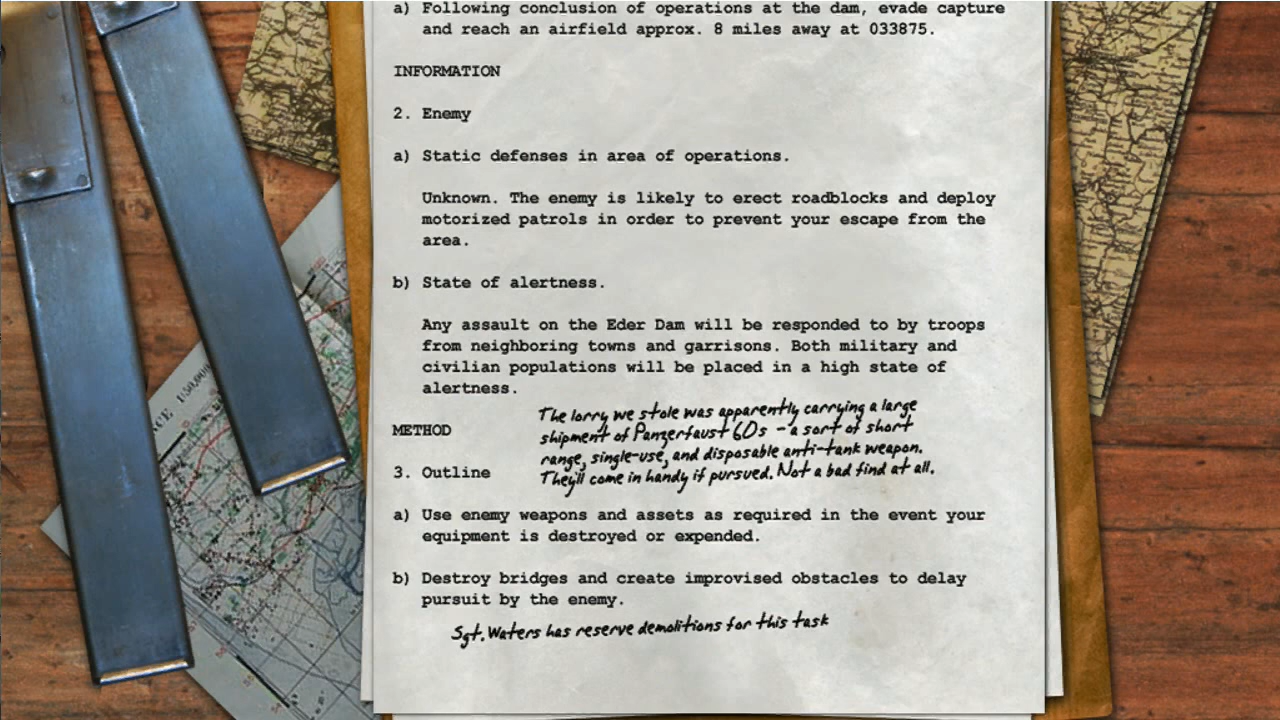 a) Following conclusion of operations at the dam, evade capture
and reach an airfield approx. 8 miles away at 033875.
INFORMATION
2. Enemy
a) Static defenses in area of operations.
Unknown. The enemy is likely to erect roadblocks and deploy
motorized patrols in order to prevent your escape from the
area.
b) State of alertness.
Any assault on the Eder Dam will be responded to by troops
from neighboring towns and garrisons. Both military and
civilian populations will be placed in a high state of
alertness.
The lorry we stole was apparently carrying a large
shipment of Panzerfaust 60s - a sort of short
range, single-use, and disposable anti-tank weapon.
They'll come in handy if pursued. Not a bad find at all.
METHOD
3. Outline
a) Use enemy weapons and assets as required in the event your
equipment is destroyed or expended.
b) Destroy bridges and create improvised obstacles to delay
pursuit by the enemy.
Sgt. Waters has reserve demolitions for this task